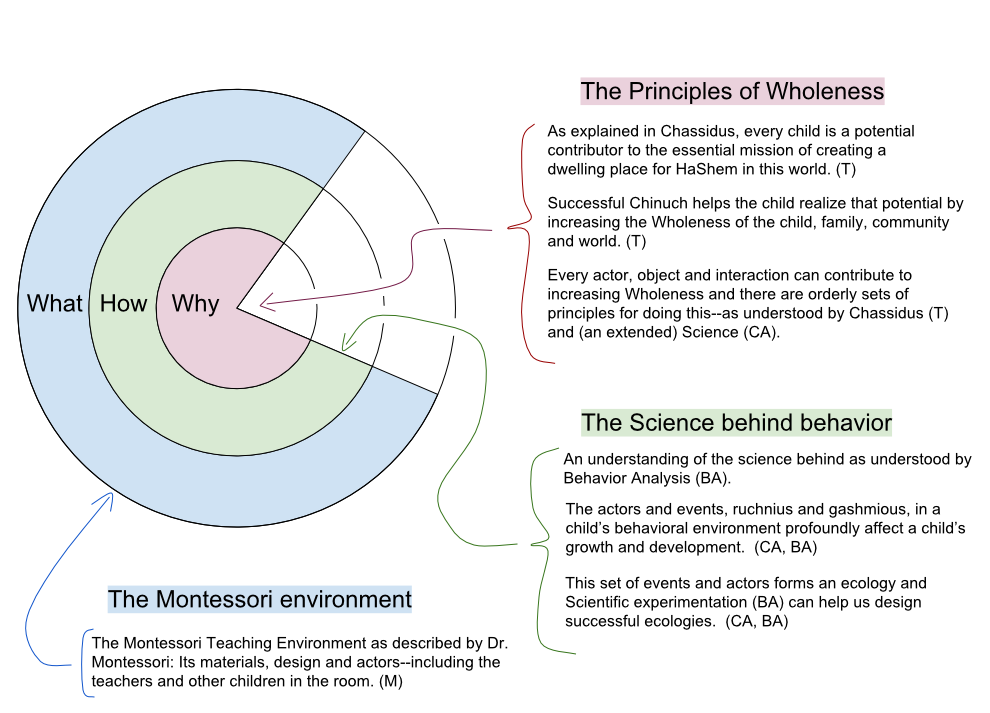 The Principles of Wholeness
As explained in Chassidus, every child is a potential
contributor to the essential mission of creating a
dwelling place for HaShem in this world. (T)
Successful Chinuch helps the child realize that potential by
increasing the Wholeness of the child, family, community
and world. (T)
Every actor, object and interaction can contribute to
increasing Wholeness and there are orderly sets of
principles for doing this--as understood by Chassidus (T)
and (an extended) Science (CA).
What How Why
The Science behind behavior
An understanding of the science behind as understood by
Behavior Analysis (BA).
The actors and events, ruchnius and gashmious, in a
child's behavioral environment profoundly affect a child's
growth and development.  (CA, BA)
This set of events and actors forms an ecology and
Scientific experimentation (BA) can help us design
successful ecologies.  (CA, BA)
The Montessori environment
The Montessori Teaching Environment as described by Dr.
Montessori: Its materials, design and actors--including the
teachers and other children in the room. (M)